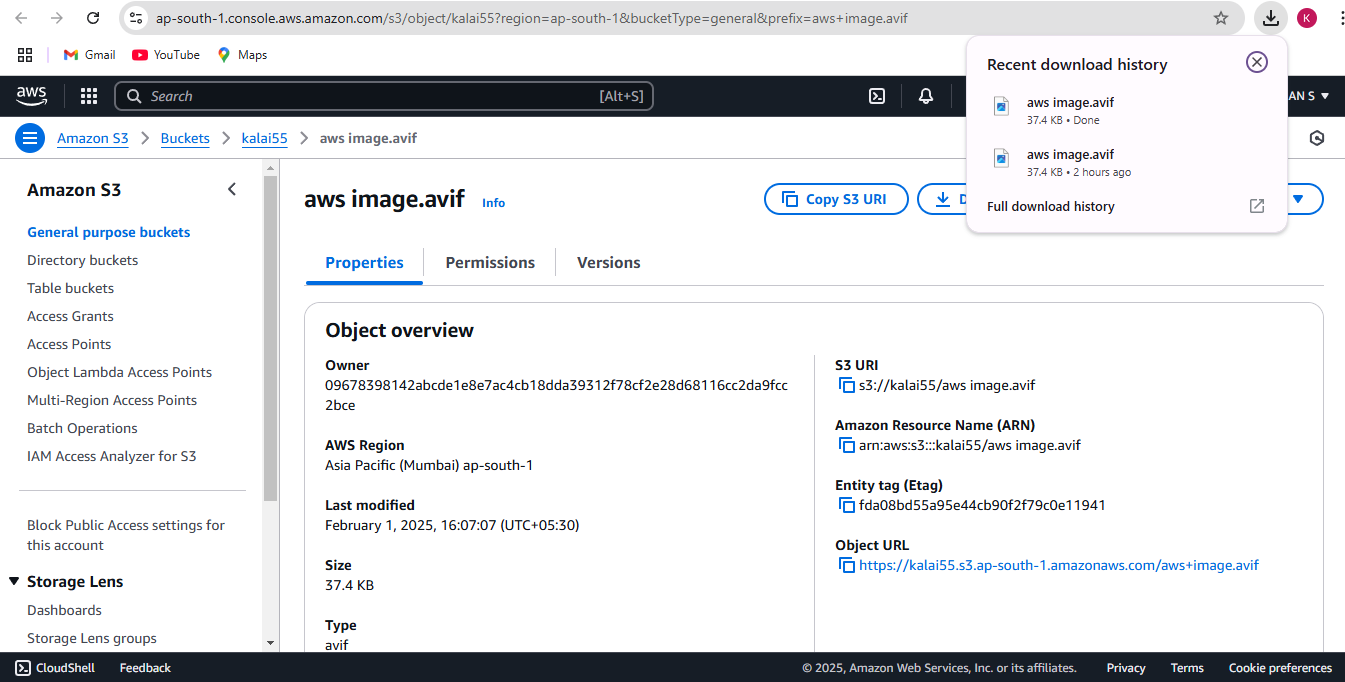 ap-south-1.console.aws.amazon.com/s3/object/kalai55?region=ap-south-1&bucketType=general&prefix=aws+image.avif
K
Gmail
YouTube
Maps
Recent download history
aws image.avif
37.4 KB • Done
aws image.avif
37.4 KB • 2 hours ago
Full download history
aws
Search
[Alt+S]
AN S
Amazon S3
Buckets
kalai55
aws image.avif
Amazon S3
General purpose buckets
Directory buckets
Table buckets
Access Grants
Access Points
Object Lambda Access Points
Multi-Region Access Points
Batch Operations
IAM Access Analyzer for S3
Block Public Access settings for
this account
Storage Lens
Dashboards
Storage Lens groups
aws image.avif
Info
Copy S3 URI
Properties
Permissions
Versions
Object overview
Owner
09678398142abcde1e8e7ac4cb18dda39312f78cf2e28d68116cc2da9fcc
2bce
AWS Region
Asia Pacific (Mumbai) ap-south-1
Last modified
February 1, 2025, 16:07:07 (UTC+05:30)
Size
37.4 KB
Type
avif
S3 URI
s3://kalai55/aws image.avif
Amazon Resource Name (ARN)
arn:aws:s3:::kalai55/aws image.avif
Entity tag (Etag)
fda08bd55a95e44cb90f2f79c0e11941
Object URL
https://kalai55.s3.ap-south-1.amazonaws.com/aws+image.avif
CloudShell
Feedback
© 2025, Amazon Web Services, Inc. or its affiliates.
Privacy
Terms
Cookie preferences